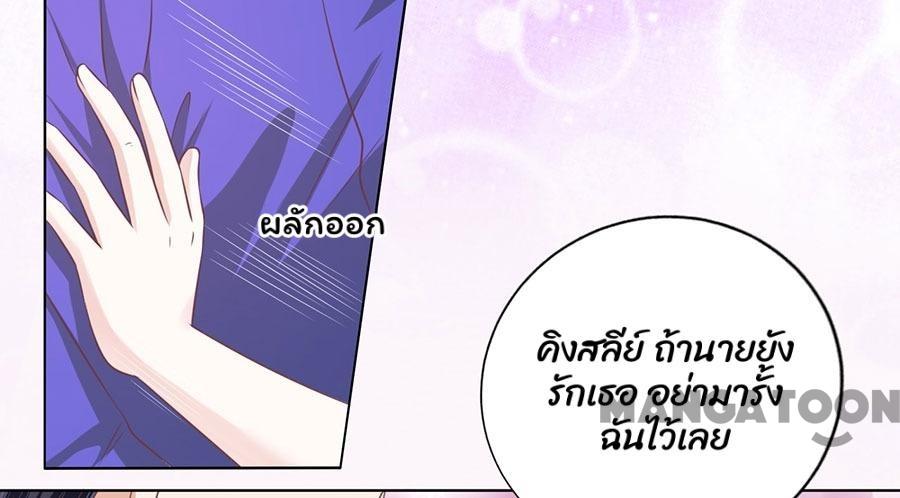 ผลักออก
คิงสลีย์ ถ้านายยัง
รักเธอ อย่ามารั้ง
ฉันไว้เลย
MANGATOON